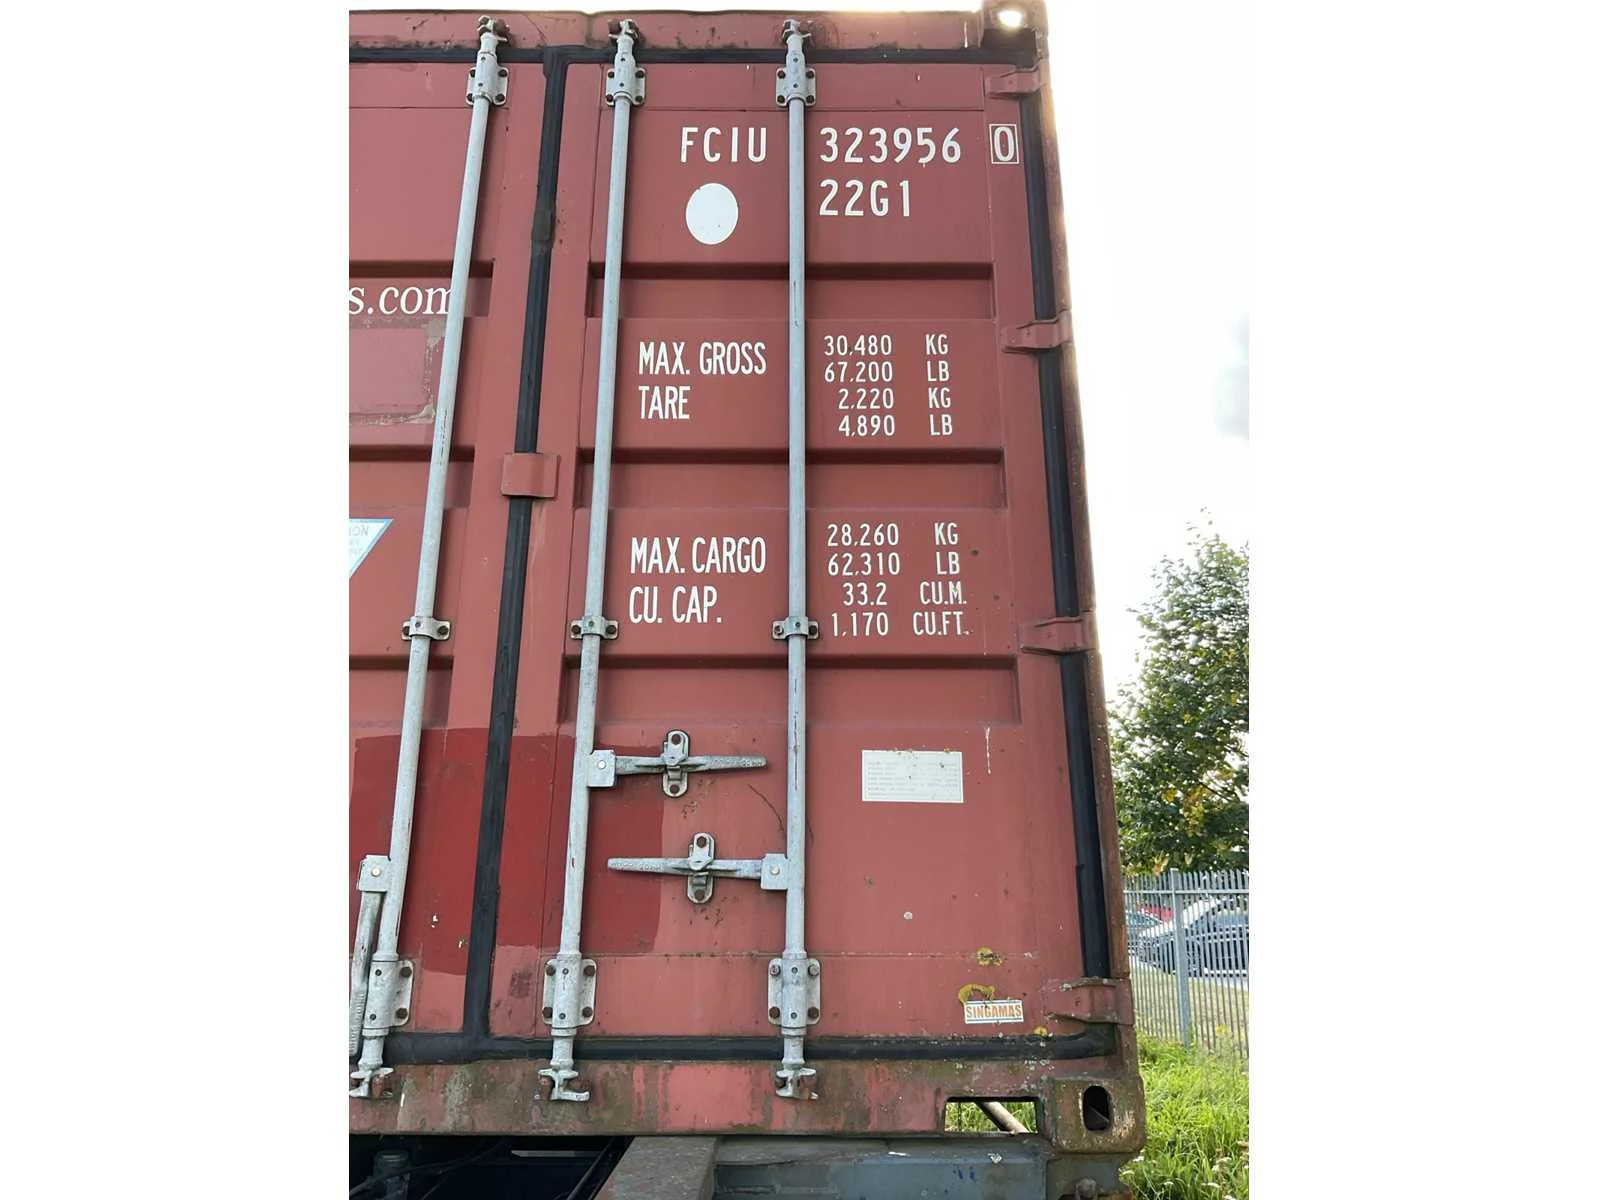 FCIU 323956 0
22G1
s.com
MAX. GROSS 30,480 KG
67,200 LB
TARE 2,220 KG
4,890 LB
MAX. CARGO 28,260 KG
62,310 LB
CU. CAP. 33.2 CU.M.
1,170 CU.FT.
SINGAMAS